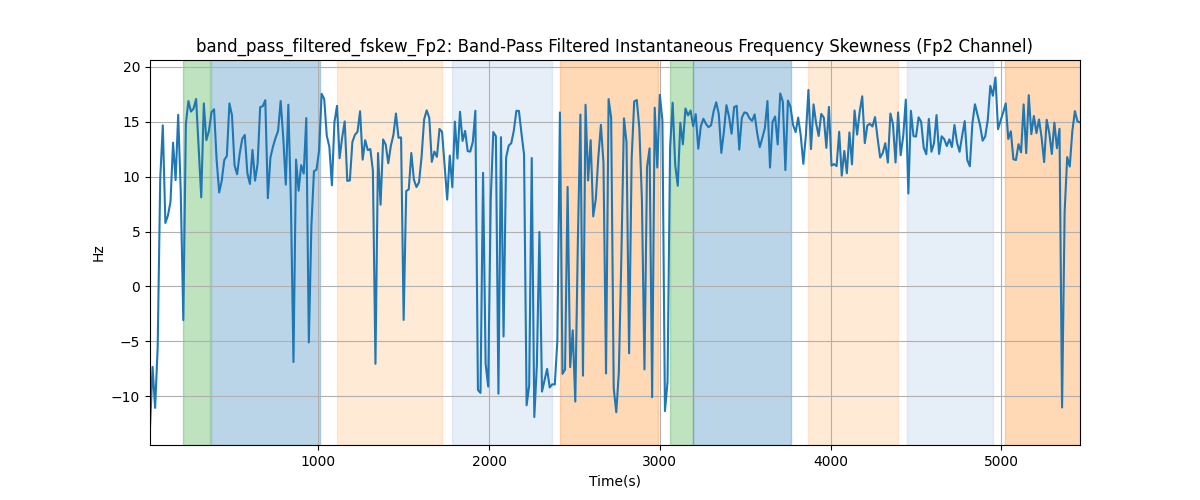 band_pass_filtered_fskew_Fp2: Band-Pass Filtered Instantaneous Frequency Skewness (Fp2 Channel)
20
15
10
5
0
−5
−10
Hz
1000 2000 3000 4000 5000
Time(s)